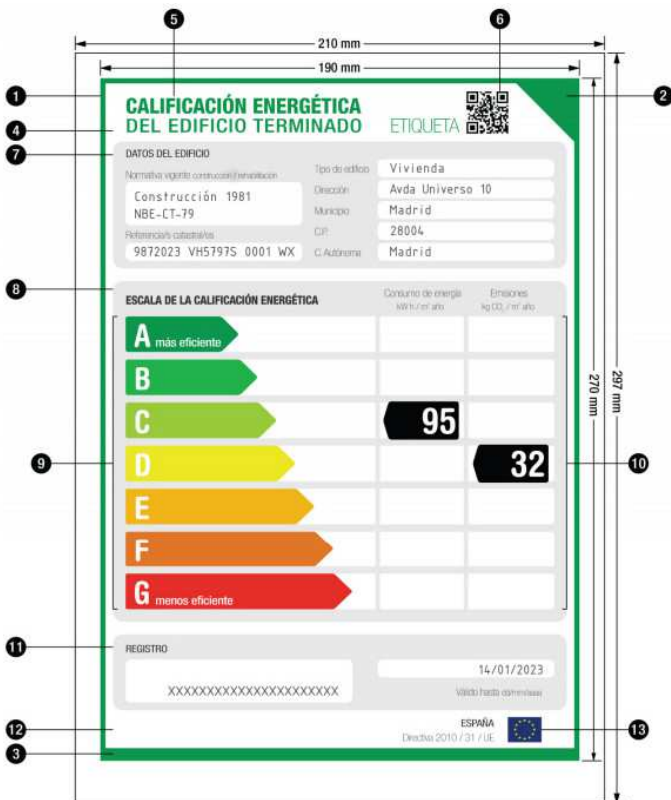 5
6
210 mm
190 mm
1
2
CALIFICACIÓN ENERGÉTICA
DEL EDIFICIO TERMINADO
ETIQUETA
4
7
DATOS DEL EDIFICIO
Normativa vigente construcción / rehabilitación
Construcción 1981
NBE-CT-79
Referencia/s catastral/es
9872023 VH5797S 0001 WX
Tipo de edificio
Vivienda
Dirección
Avda Universo 10
Municipio
Madrid
C.P.
28004
C. Autónoma
Madrid
8
ESCALA DE LA CALIFICACIÓN ENERGÉTICA
Consumo de energía
kW h / m² año
Emisiones
kg CO₂ / m² año
A más eficiente
B
C
95
D
32
E
F
G menos eficiente
9
10
270 mm
297 mm
11
REGISTRO
XXXXXXXXXXXXXXXXXXXXXX
14/01/2023
Válido hasta dd/mm/aaaa
12
ESPAÑA
Directiva 2010 / 31 / UE
13
3